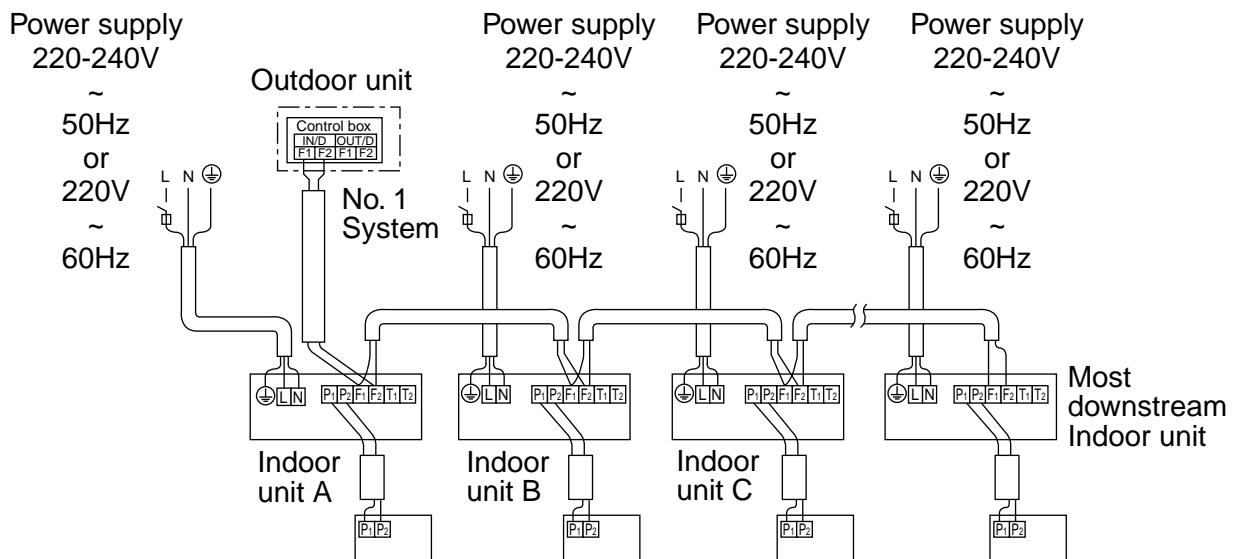 Power supply
220-240V
~
50Hz
or
220V
~
60Hz
L N
Outdoor unit
Control box
IN/D OUT/D
F1 F2 F1 F2
No. 1
System
Power supply
220-240V
~
50Hz
or
220V
~
60Hz
L N
Power supply
220-240V
~
50Hz
or
220V
~
60Hz
L N
Power supply
220-240V
~
50Hz
or
220V
~
60Hz
L N
L N
P1 P2 F1 F2 T1 T2
Indoor
unit A
P1 P2
L N
P1 P2 F1 F2 T1 T2
Indoor
unit B
P1 P2
L N
P1 P2 F1 F2 T1 T2
Indoor
unit C
P1 P2
L N
P1 P2 F1 F2 T1 T2
Most
downstream
Indoor unit
P1 P2